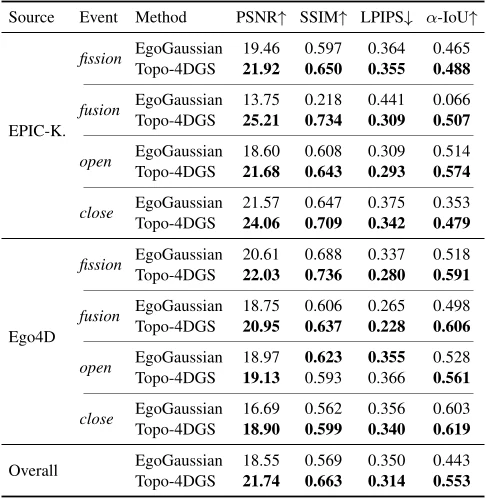 Source Event Method PSNR↑ SSIM↑ LPIPS↓ α-IoU↑
EPIC-K. fission EgoGaussian 19.46 0.597 0.364 0.465
Topo-4DGS 21.92 0.650 0.355 0.488
fusion EgoGaussian 13.75 0.218 0.441 0.066
Topo-4DGS 25.21 0.734 0.309 0.507
open EgoGaussian 18.60 0.608 0.309 0.514
Topo-4DGS 21.68 0.643 0.293 0.574
close EgoGaussian 21.57 0.647 0.375 0.353
Topo-4DGS 24.06 0.709 0.342 0.479
Ego4D fission EgoGaussian 20.61 0.688 0.337 0.518
Topo-4DGS 22.03 0.736 0.280 0.591
fusion EgoGaussian 18.75 0.606 0.265 0.498
Topo-4DGS 20.95 0.637 0.228 0.606
open EgoGaussian 18.97 0.623 0.355 0.528
Topo-4DGS 19.13 0.593 0.366 0.561
close EgoGaussian 16.69 0.562 0.356 0.603
Topo-4DGS 18.90 0.599 0.340 0.619
Overall EgoGaussian 18.55 0.569 0.350 0.443
Topo-4DGS 21.74 0.663 0.314 0.553